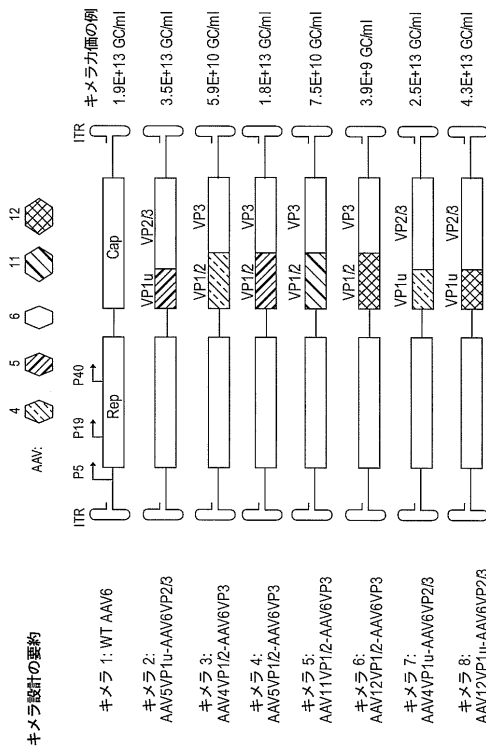 キメラ設計の要約
AAV: 4 5 6 11 12
キメラ力価の例
ITR P5 P19 P40 ITR
キメラ 1: WT AAV6 Rep Cap 1.9E+13 GC/ml
キメラ 2:
AAV5VP1u-AAV6VP2/3 VP1u VP2/3 3.5E+13 GC/ml
キメラ 3:
AAV4VP1/2-AAV6VP3 VP1/2 VP3 5.9E+10 GC/ml
キメラ 4:
AAV5VP1/2-AAV6VP3 VP1/2 VP3 1.8E+13 GC/ml
キメラ 5:
AAV11VP1/2-AAV6VP3 VP1/2 VP3 7.5E+10 GC/ml
キメラ 6:
AAV12VP1/2-AAV6VP3 VP1/2 VP3 3.9E+9 GC/ml
キメラ 7:
AAV4VP1u-AAV6VP2/3 VP1u VP2/3 2.5E+13 GC/ml
キメラ 8:
AAV12VP1u-AAV6VP2/3 VP1u VP2/3 4.3E+13 GC/ml